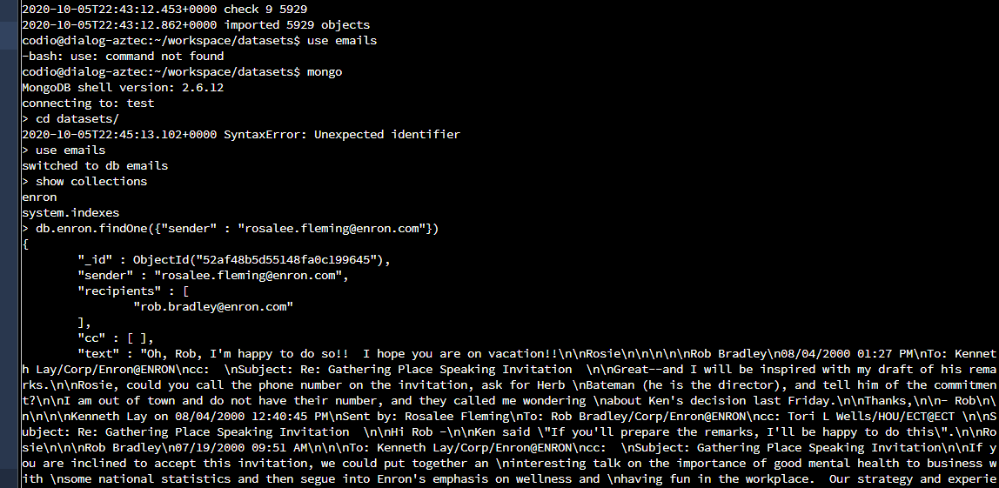 2020-10-05T22:43:12.453+0000 check 9 5929
2020-10-05T22:43:12.862+0000 imported 5929 objects
codio@dialog-aztec:~/workspace/datasets$ use emails
-bash: use: command not found
codio@dialog-aztec:~/workspace/datasets$ mongo
MongoDB shell version: 2.6.12
connecting to: test
> cd datasets/
2020-10-05T22:45:13.102+0000 SyntaxError: Unexpected identifier
> use emails
switched to db emails
> show collections
enron
system.indexes
> db.enron.findOne({"sender" : "rosalee.fleming@enron.com"})
{
        "_id" : ObjectId("52af48b5d55148fa0c199645"),
        "sender" : "rosalee.fleming@enron.com",
        "recipients" : [
                "rob.bradley@enron.com"
        ],
        "cc" : [ ],
        "text" : "Oh, Rob, I'm happy to do so!!  I hope you are on vacation!!\n\nRosie\n\n\n\n\nRob Bradley\n08/04/2000 01:27 PM\nTo: Kennet
h Lay/Corp/Enron@ENRON\ncc:  \nSubject: Re: Gathering Place Speaking Invitation  \n\nGreat--and I will be inspired with my draft of his rema
rks.\n\nRosie, could you call the phone number on the invitation, ask for Herb \nBateman (he is the director), and tell him of the commitmen
t?\n\nI am out of town and do not have their number, and they called me wondering \nabout Ken's decision last Friday.\n\nThanks,\n\n- Rob\n\
n\n\n\n\nKenneth Lay on 08/04/2000 12:40:45 PM\nSent by: Rosalee Fleming\nTo: Rob Bradley/Corp/Enron@ENRON\ncc: Tori L Wells/HOU/ECT@ECT \n\nS
ubject: Re: Gathering Place Speaking Invitation  \n\nHi Rob -\n\nKen said \"If you'll prepare the remarks, I'll be happy to do this\".\n\nRo
sie\n\n\n\nRob Bradley\n07/19/2000 09:51 AM\n\n\nTo: Kenneth Lay/Corp/Enron@ENRON\ncc:  \nSubject: Gathering Place Speaking Invitation\n\nIf y
ou are inclined to accept this invitation, we could put together an \ninteresting talk on the importance of good mental health to business w
ith \nsome national statistics and then segue into Enron's emphasis on wellness and \nhaving fun in the workplace.  Our strategy and experie